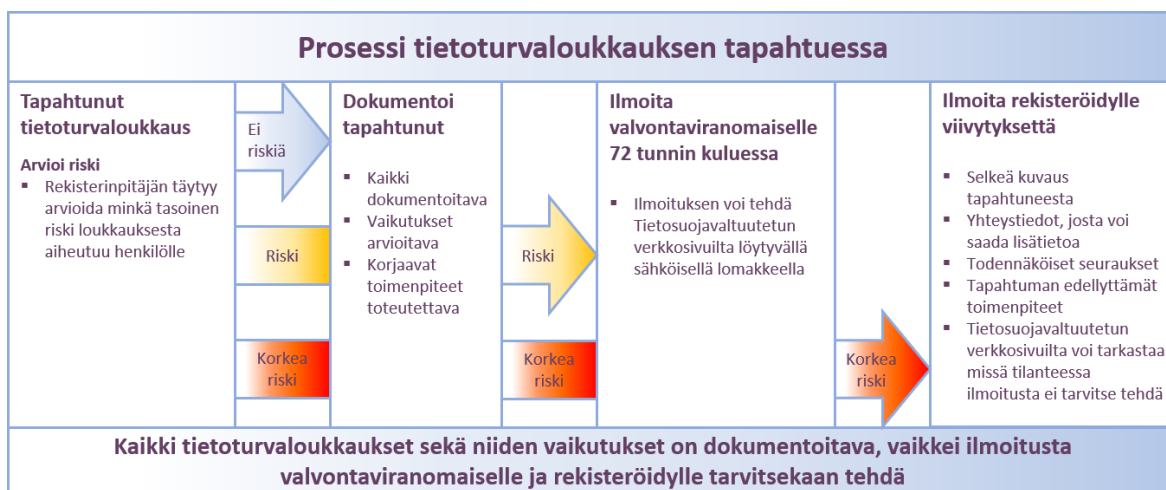 Prosessi tietoturvaloukkauksen tapahtuessa
Tapahtunut
tietoturvaloukkaus
Arvioi riski
▪ Rekisterinpitäjän täytyy
arvioida minkä tasoinen
riski loukkauksesta
aiheutuu henkilölle
Ei
riskiä
Riski
Korkea
riski
Dokumentoi
tapahtunut
▪ Kaikki
dokumentoitava
▪ Vaikutukset
arvioitava
▪ Korjaavat
toimenpiteet
toteutettava
Riski
Korkea
riski
Ilmoita
valvontaviranomaiselle
72 tunnin kuluessa
▪ Ilmoituksen voi tehdä
Tietosuojavaltuutetun
verkkosivuilta löytyvällä
sähköisellä lomakkeella
Korkea
riski
Ilmoita rekisteröidylle
viivytyksettä
▪ Selkeä kuvaus
tapahtuneesta
▪ Yhteystiedot, josta voi
saada lisätietoa
▪ Todennäköiset seuraukset
▪ Tapahtuman edellyttämät
toimenpiteet
▪ Tietosuojavaltuutetun
verkkosivuilta voi tarkastaa
missä tilanteessa
ilmoitusta ei tarvitse tehdä
Kaikki tietoturvaloukkaukset sekä niiden vaikutukset on dokumentoitava, vaikkei ilmoitusta
valvontaviranomaiselle ja rekisteröidylle tarvitsekaan tehdä